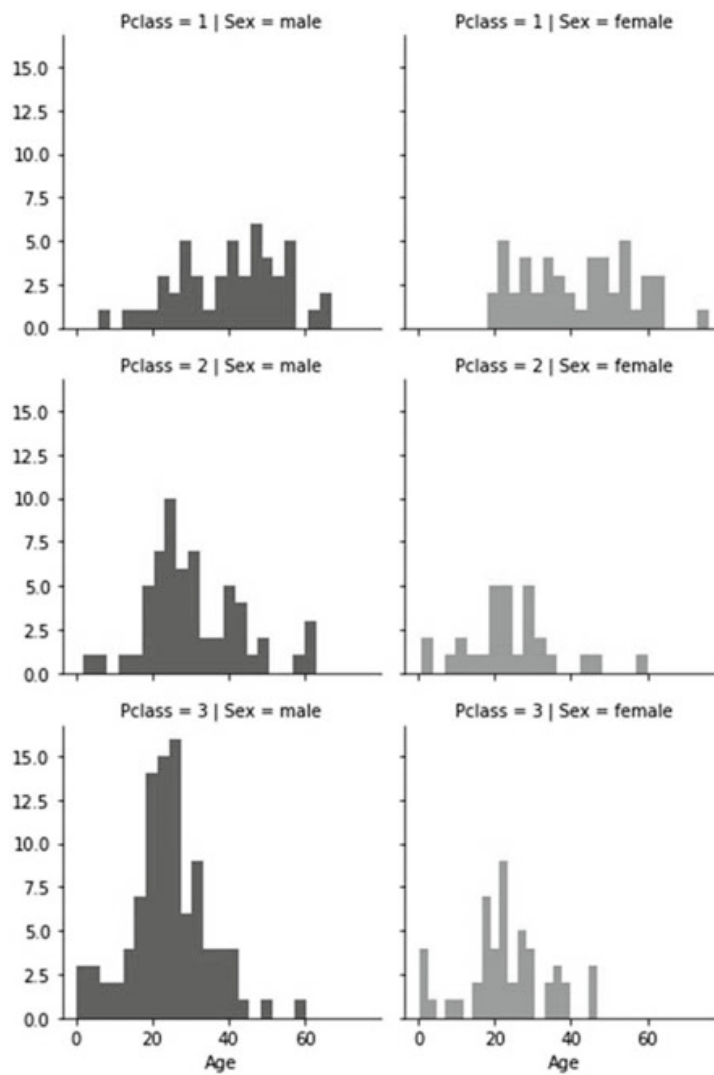 Pclass = 1 | Sex = male
Pclass = 1 | Sex = female
15.0
12.5
10.0
7.5
5.0
2.5
0.0
Pclass = 2 | Sex = male
Pclass = 2 | Sex = female
15.0
12.5
10.0
7.5
5.0
2.5
0.0
Pclass = 3 | Sex = male
Pclass = 3 | Sex = female
15.0
12.5
10.0
7.5
5.0
2.5
0.0
0 20 40 60
0 20 40 60
Age
Age